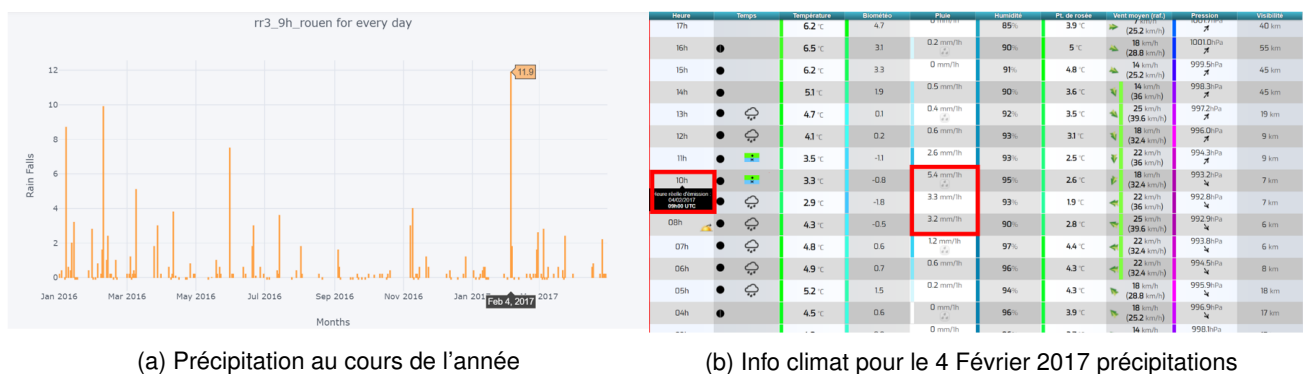 rr3_9h_rouen for every day
11.9
12
10
8
6
4
2
0
Rain Falls
Jan 2016 Mar 2016 May 2016 Jul 2016 Sep 2016 Nov 2016 Jan 2017
Feb 4, 2017
Months
(a) Précipitation au cours de l'année
Heure Temps Température Biométéo Pluie Humidité Pt. de rosée Vent moyen (raf.) Pression Visibilité
17h 6.2 °C 4.7 0 mm/1h 85% 3.9 °C 7 km/h (25.2 km/h) 40 km
16h 6.5 °C 3.1 0.2 mm/1h 90% 5 °C 18 km/h (28.8 km/h) 1001.0hPa 55 km
15h 6.2 °C 3.3 0 mm/1h 91% 4.8 °C 14 km/h (25.2 km/h) 999.5hPa 45 km
14h 5.1 °C 1.9 0.5 mm/1h 90% 3.6 °C 14 km/h (36 km/h) 998.3hPa 45 km
13h 4.7 °C 0.1 0.4 mm/1h 92% 3.5 °C 25 km/h (39.6 km/h) 997.2hPa 19 km
12h 4.1 °C 0.2 0.6 mm/1h 93% 3.1 °C 18 km/h (32.4 km/h) 996.0hPa 9 km
11h 3.5 °C -1.1 2.6 mm/1h 93% 2.5 °C 22 km/h (36 km/h) 994.3hPa 9 km
10h 3.3 °C -0.8 5.4 mm/1h 95% 2.6 °C 18 km/h (32.4 km/h) 993.2hPa 7 km
Heure réelle d'émission
04/02/2017
09h00 UTC
2.9 °C -1.8 3.3 mm/1h 93% 1.9 °C 22 km/h (36 km/h) 992.8hPa 7 km
08h 4.3 °C -0.5 3.2 mm/1h 90% 2.8 °C 25 km/h (39.6 km/h) 992.9hPa 6 km
07h 4.8 °C 0.6 1.2 mm/1h 97% 4.4 °C 22 km/h (32.4 km/h) 993.8hPa 6 km
06h 4.9 °C 0.7 0.6 mm/1h 96% 4.3 °C 22 km/h (32.4 km/h) 994.5hPa 8 km
05h 5.2 °C 1.5 0.2 mm/1h 94% 4.3 °C 18 km/h (28.8 km/h) 995.9hPa 18 km
04h 4.5 °C 0.6 0 mm/1h 96% 3.9 °C 18 km/h (25.2 km/h) 996.9hPa 17 km
0 mm/1h 14 km/h 998.1hPa
(b) Info climat pour le 4 Février 2017 précipitations